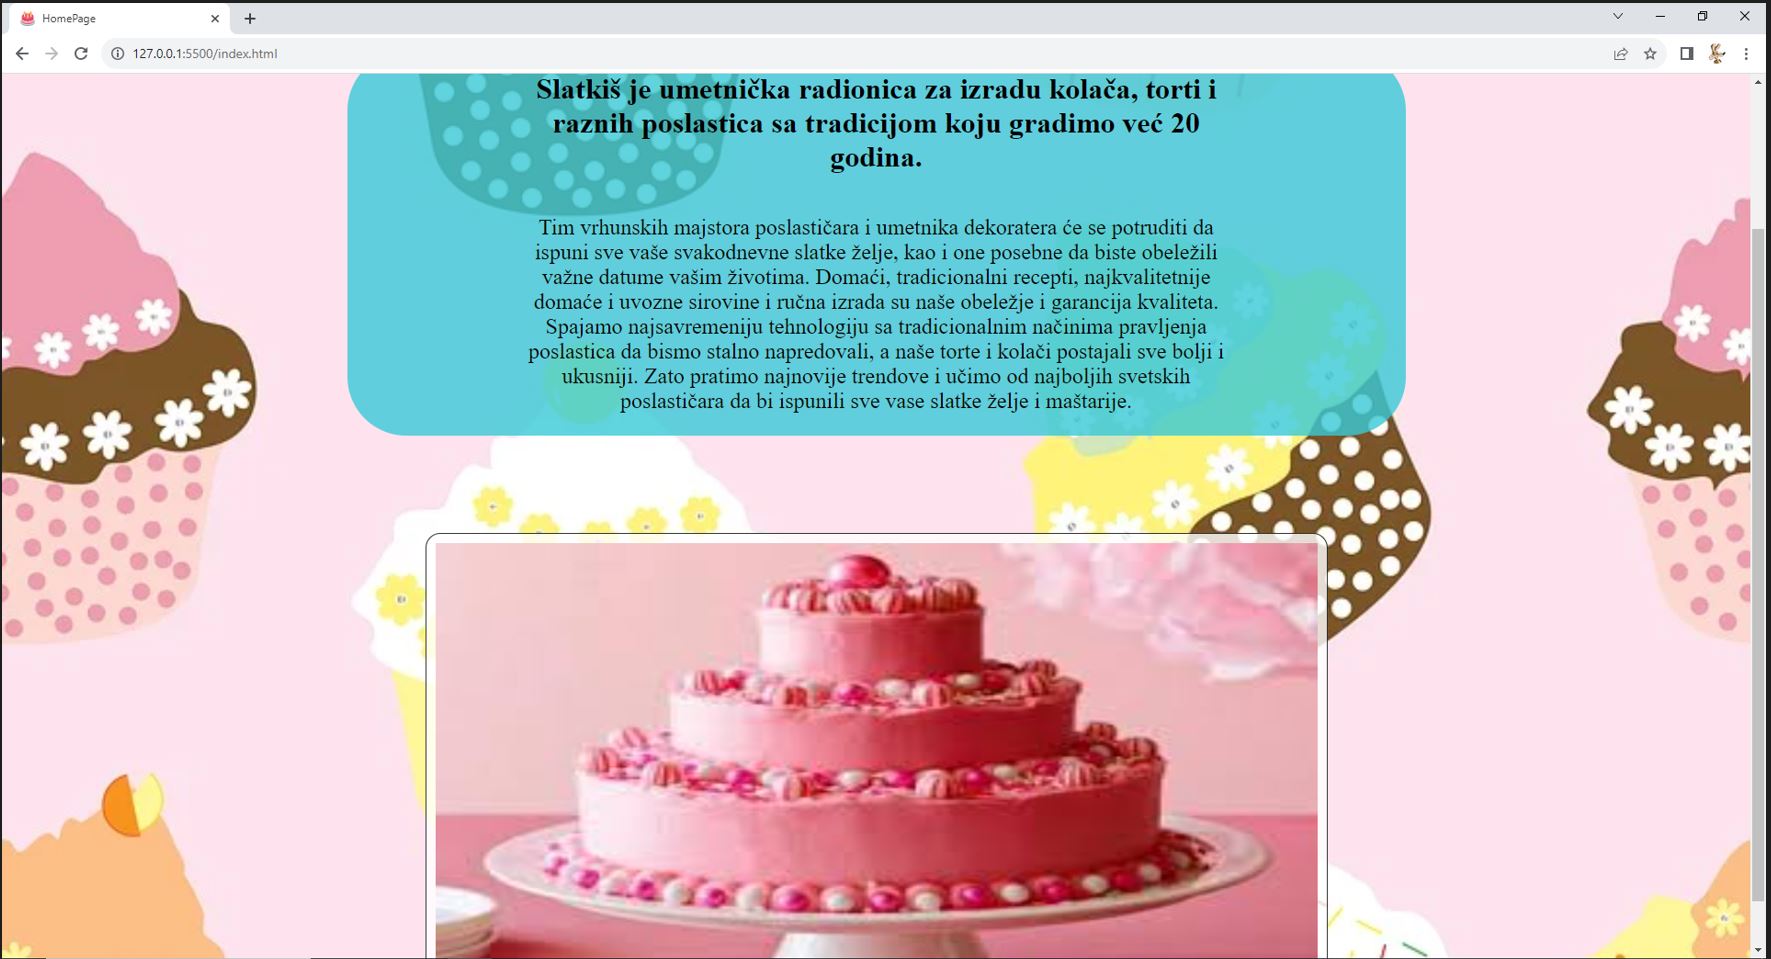 HomePage
127.0.0.1:5500/index.html
Slatkiš je umetnička radionica za izradu kolača, torti i
raznih poslastica sa tradicijom koju gradimo već 20
godina.
Tim vrhunskih majstora poslastičara i umetnika dekoratera će se potruditi da
ispuni sve vaše svakodnevne slatke želje, kao i one posebne da biste obeležili
važne datume vašim životima. Domaći, tradicionalni recepti, najkvalitetnije
domaće i uvozne sirovine i ručna izrada su naše obeležje i garancija kvaliteta.
Spajamo najsavremeniju tehnologiju sa tradicionalnim načinima pravljenja
poslastica da bismo stalno napredovali, a naše torte i kolači postajali sve bolji i
ukusniji. Zato pratimo najnovije trendove i učimo od najboljih svetskih
poslastičara da bi ispunili sve vase slatke želje i maštarije.